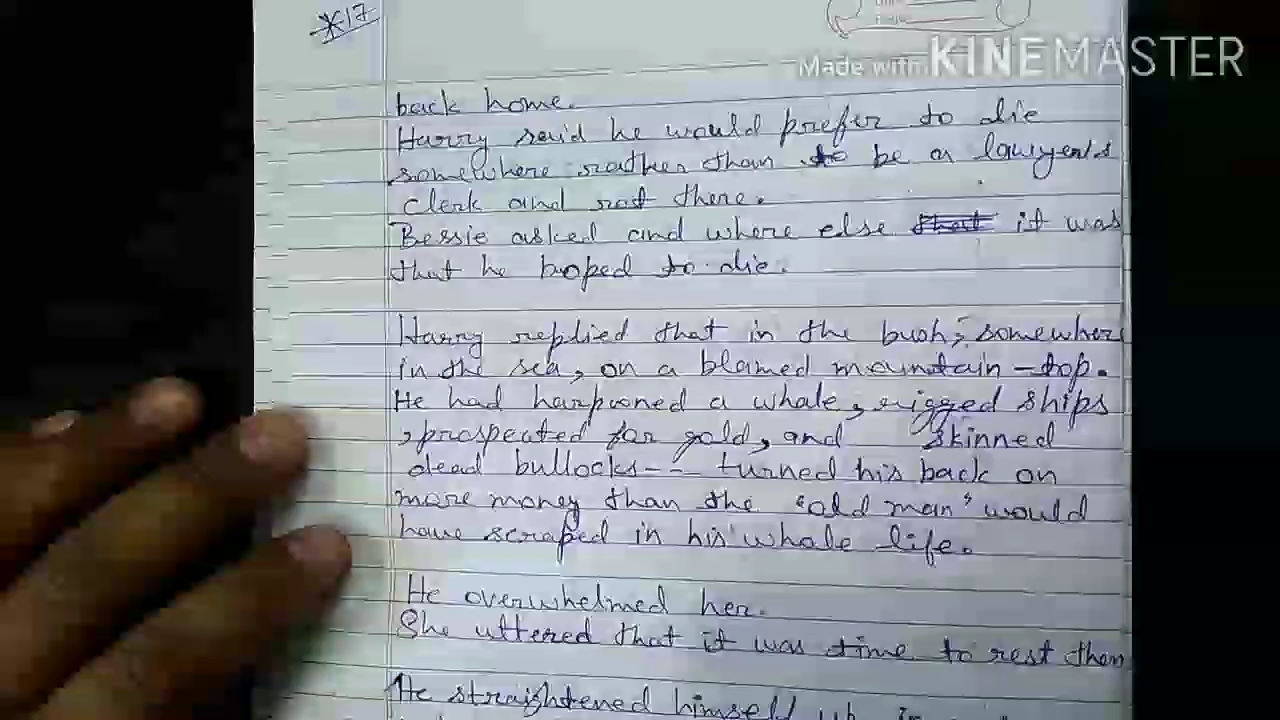 *17
Made with KINEMASTER
back home.
Harry said he would prefer to die
somewhere rather than to be a lawyer's
clerk and rot there.
Bessie asked and where else that it was
that he hoped to die.
Harry replied that in the bush, somewhere
in the sea, on a blamed mountain-top.
He had harpooned a whale, rigged ships
, prospected for gold, and skinned
dead bullocks -- turned his back on
more money than the 'old man' would
have scraped in his whole life.
He overwhelmed her.
She uttered that it was time to rest then
He straightened himself up in